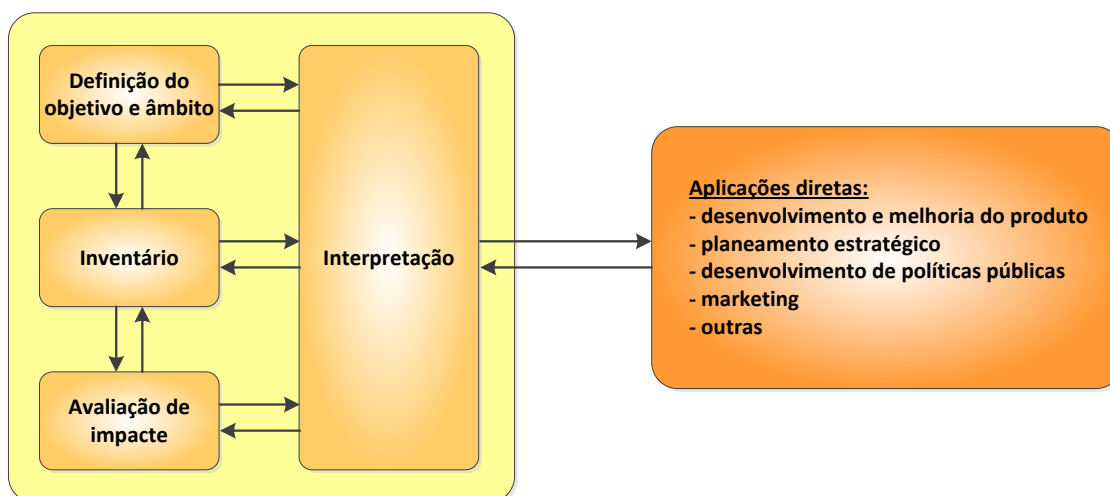 Definição do
objetivo e âmbito
Inventário
Avaliação de
impacte
Interpretação
Aplicações diretas:
- desenvolvimento e melhoria do produto
- planeamento estratégico
- desenvolvimento de políticas públicas
- marketing
- outras